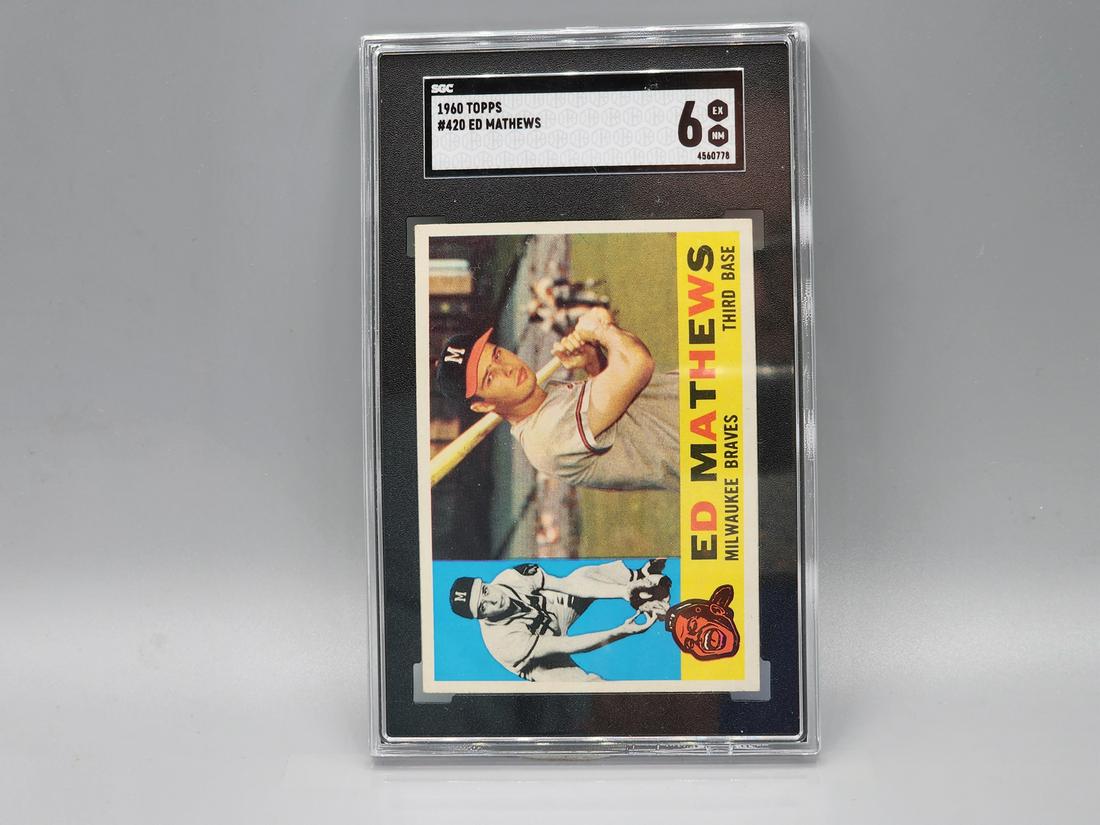 SGC
1960 TOPPS
#420 ED MATHEWS
6 EX
NM
4560778
M
M
ED MATHEWS
MILWAUKEE BRAVES THIRD BASE